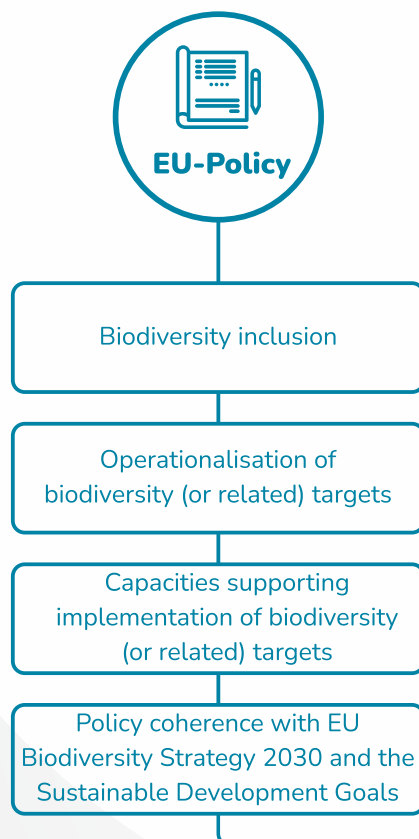 EU-Policy
Biodiversity inclusion
Operationalisation of
biodiversity (or related) targets
Capacities supporting
implementation of biodiversity
(or related) targets
Policy coherence with EU
Biodiversity Strategy 2030 and the
Sustainable Development Goals